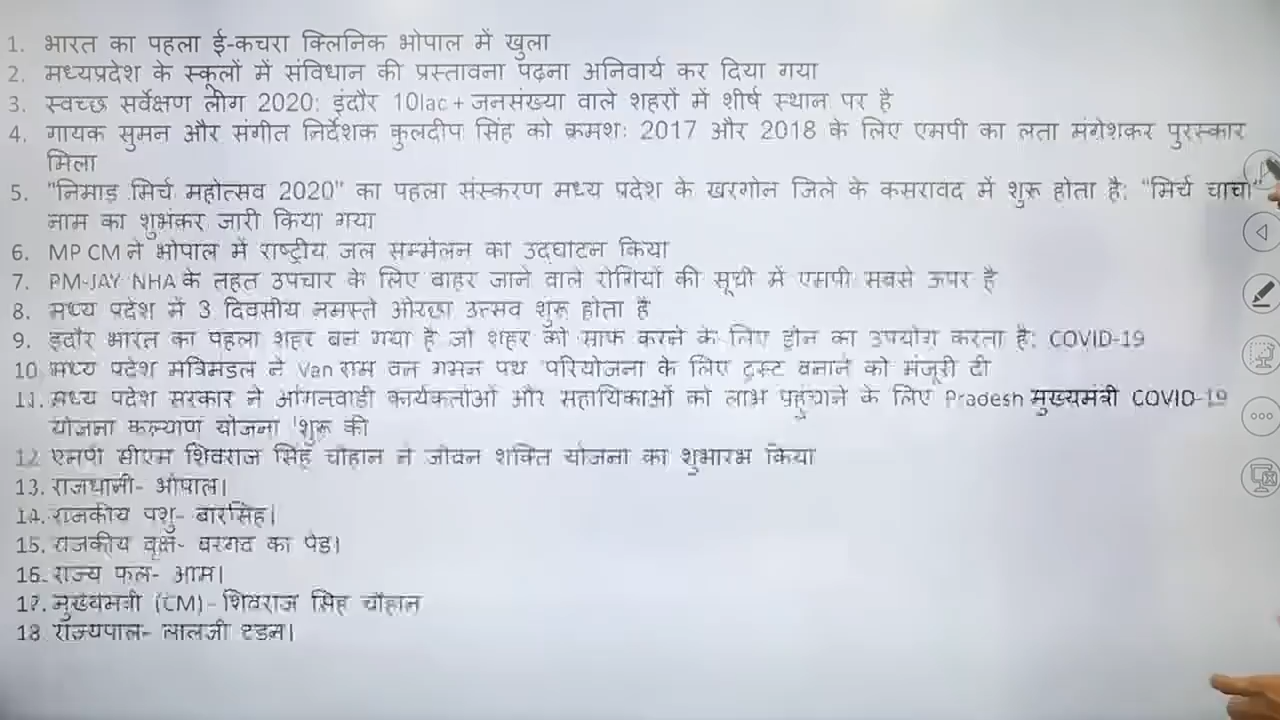 1. भारत का पहला ई-कचरा क्लिनिक भोपाल में खुला
2. मध्यप्रदेश के स्कूलों में संविधान की प्रस्तावना पढ़ना अनिवार्य कर दिया गया
3. स्वच्छ सर्वेक्षण लीग 2020: इंदौर 10lac+ जनसंख्या वाले शहरों में शीर्ष स्थान पर है
4. गायक सुमन और संगीत निर्देशक कुलदीप सिंह को क्रमशः 2017 और 2018 के लिए एमपी का लता मंगेशकर पुरस्कार
मिला
5. "निमाड़ मिर्च महोत्सव 2020" का पहला संस्करण मध्य प्रदेश के खरगोन जिले के कसरावद में शुरू होता है; "मिर्च चाचा"
नाम का शुभंकर जारी किया गया
6. MP CM ने भोपाल में राष्ट्रीय जल सम्मेलन का उद्घाटन किया
7. PM-JAY NHA के तहत उपचार के लिए बाहर जाने वाले रोगियों की सूची में एमपी सबसे ऊपर है
8. मध्य प्रदेश में 3 दिवसीय नमस्ते ओरछा उत्सव शुरू होता है
9. इंदौर भारत का पहला शहर बन गया है जो शहर को साफ करने के लिए ड्रोन का उपयोग करता है: COVID-19
10. मध्य प्रदेश मंत्रिमंडल ने Van राम वन गमन पथ 'परियोजना के लिए ट्रस्ट बनाने को मंजूरी दी
11. मध्य प्रदेश सरकार ने आंगनवाड़ी कार्यकर्ताओं और सहायिकाओं को लाभ पहुंचाने के लिए Pradesh मुख्यमंत्री COVID-19
योजना कल्याण योजना 'शुरू की
12. एमपी सीएम शिवराज सिंह चौहान ने जीवन शक्ति योजना का शुभारंभ किया
13. राजधानी- भोपाल।
14. राजकीय पशु- बारसिंह।
15. राजकीय वृक्ष- बरगद का पेड़।
16. राज्य फल- आम।
17. मुख्यमंत्री (CM)- शिवराज सिंह चौहान
18. राज्यपाल- लालजी टंडन।